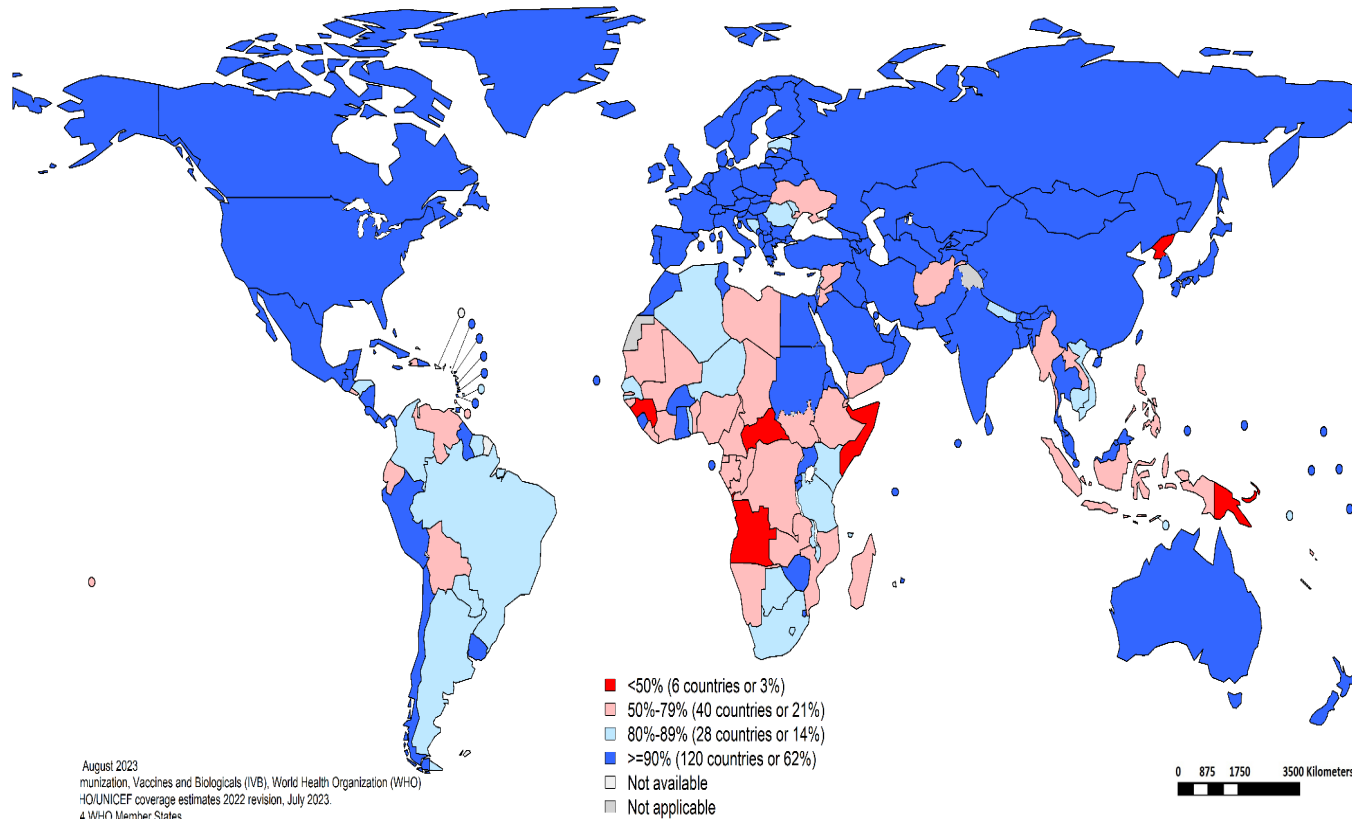 <50% (6 countries or 3%)
50%-79% (40 countries or 21%)
80%-89% (28 countries or 14%)
>=90% (120 countries or 62%)
Not available
Not applicable
August 2023
munization, Vaccines and Biologicals (IVB), World Health Organization (WHO)
HO/UNICEF coverage estimates 2022 revision, July 2023.
4 WHO Member States
0 875 1750 3500 Kilometers